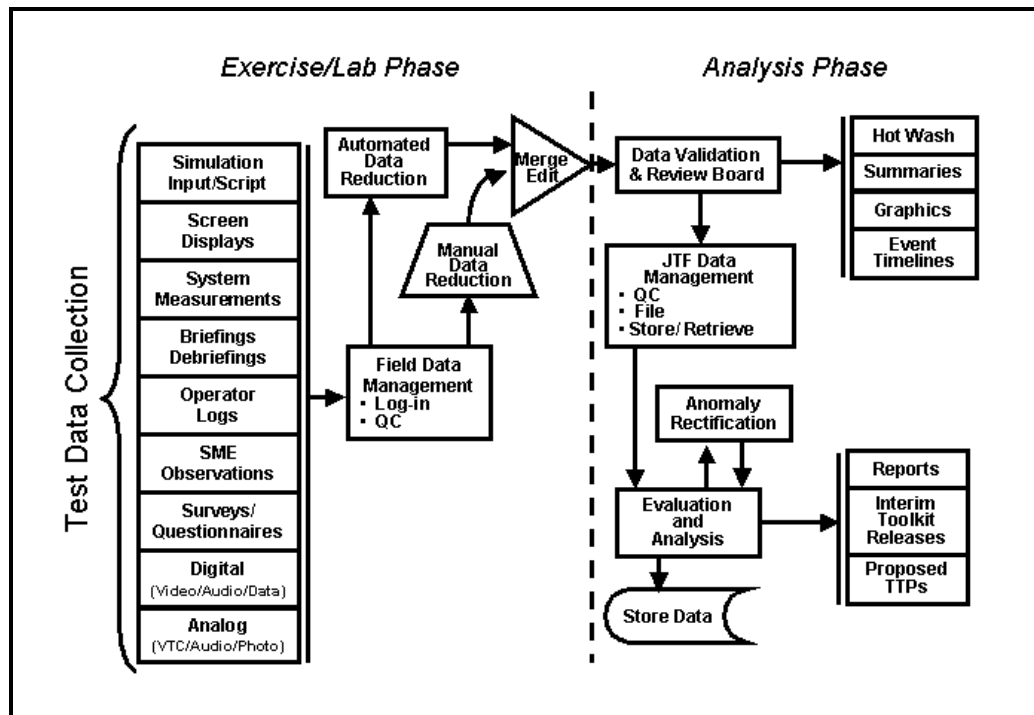 Exercise/Lab Phase
Analysis Phase
Test Data Collection
Simulation
Input/Script
Screen
Displays
System
Measurements
Briefings
Debriefings
Operator
Logs
SME
Observations
Surveys/
Questionnaires
Digital
(Video/Audio/Data)
Analog
(VTC/Audio/Photo)
Automated
Data
Reduction
Merge
Edit
Manual
Data
Reduction
Field Data
Management
▪ Log-in
▪ QC
Data Validation
& Review Board
JTF Data
Management
▪ QC
▪ File
▪ Store/Retrieve
Anomaly
Rectification
Evaluation
and
Analysis
Store Data
Hot Wash
Summaries
Graphics
Event
Timelines
Reports
Interim
Toolkit
Releases
Proposed
TTPs